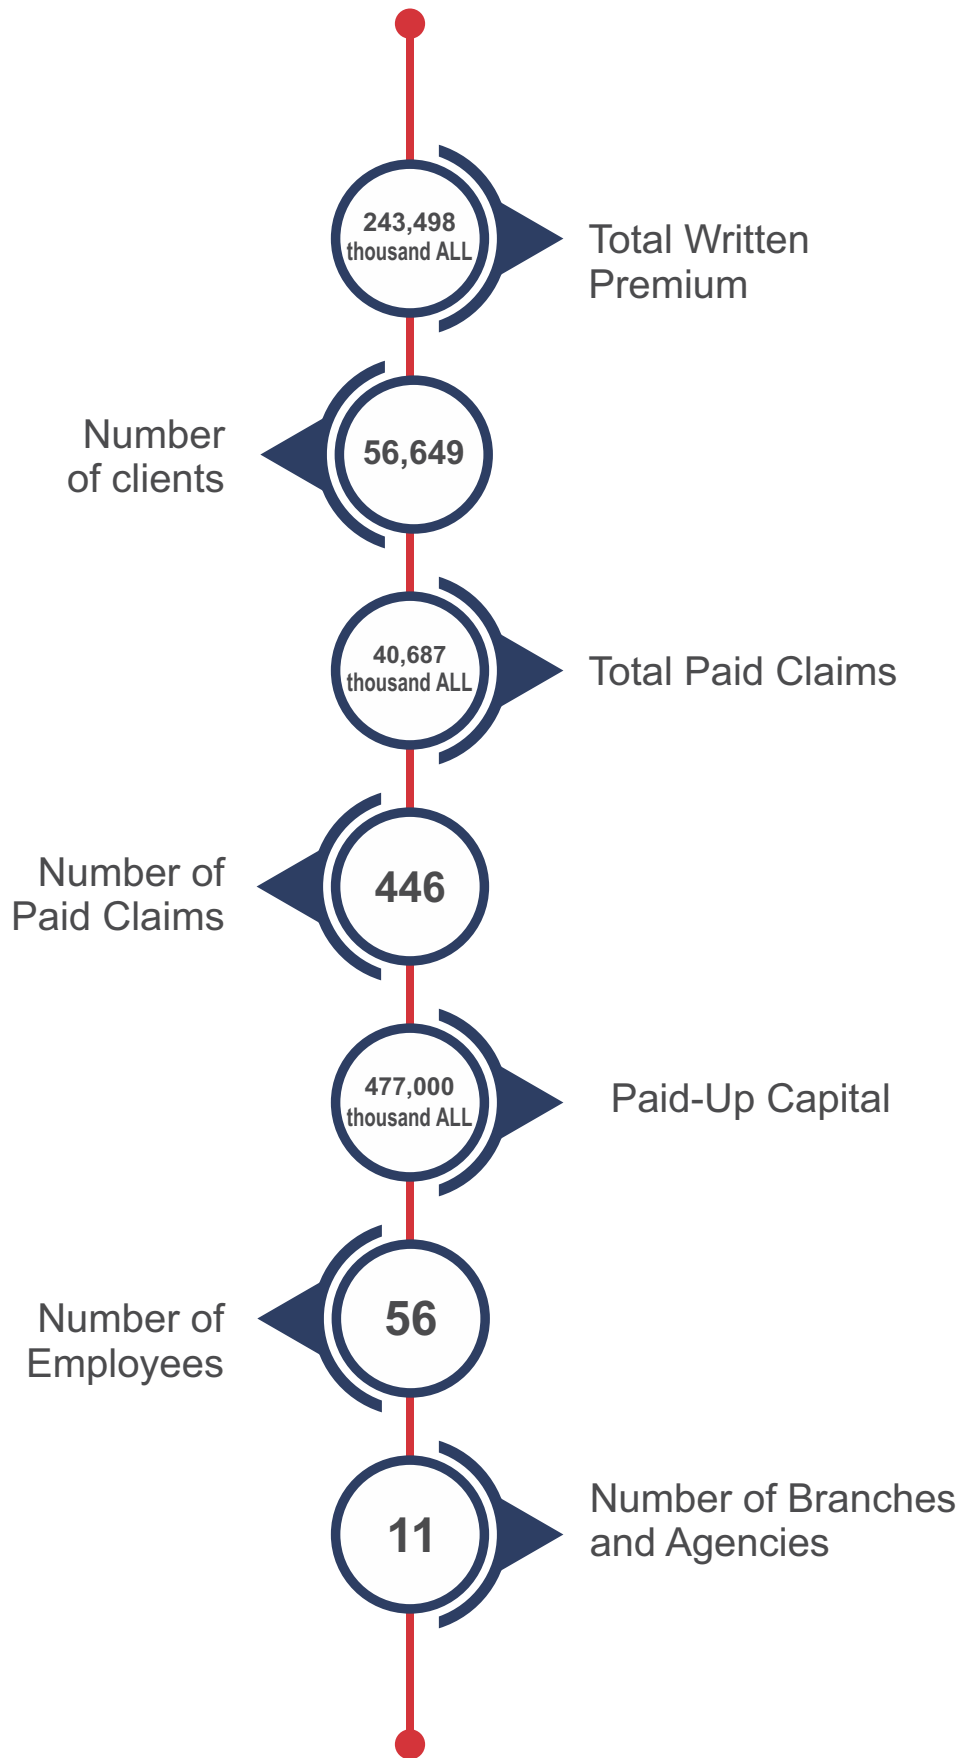 243,498
thousand ALL
Total Written
Premium
Number
of clients
56,649
40,687
thousand ALL
Total Paid Claims
Number of
Paid Claims
446
477,000
thousand ALL
Paid-Up Capital
Number of
Employees
56
11
Number of Branches
and Agencies